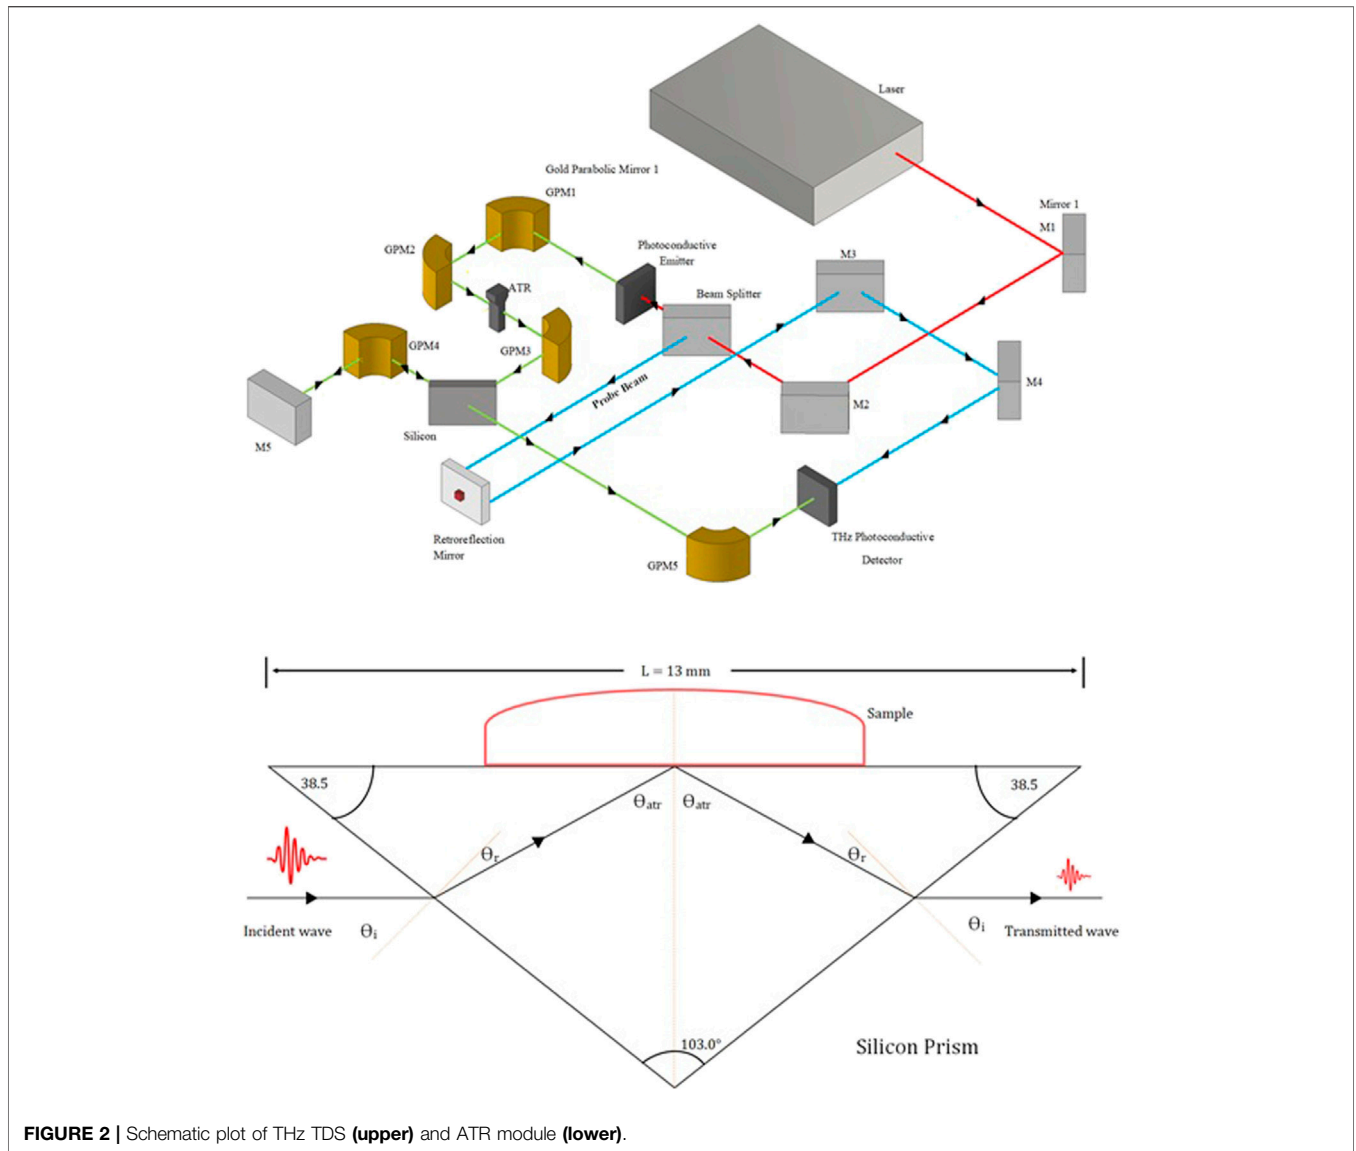 Laser
Gold Parabolic Mirror 1
GPM1
Mirror 1
M1
GPM2
Photoconductive
Emitter
M3
ATR
Beam Splitter
GPM4
GPM3
M4
Probe Beam
M2
Silicon
M5
Retroreflection
Mirror
THz Photoconductive
Detector
GPM5
L = 13 mm
Sample
38.5
38.5
Θatr
Θatr
Θr
Θr
Incident wave
Θi
Θi
Transmitted wave
103.0°
Silicon Prism
FIGURE 2 | Schematic plot of THz TDS (upper) and ATR module (lower).